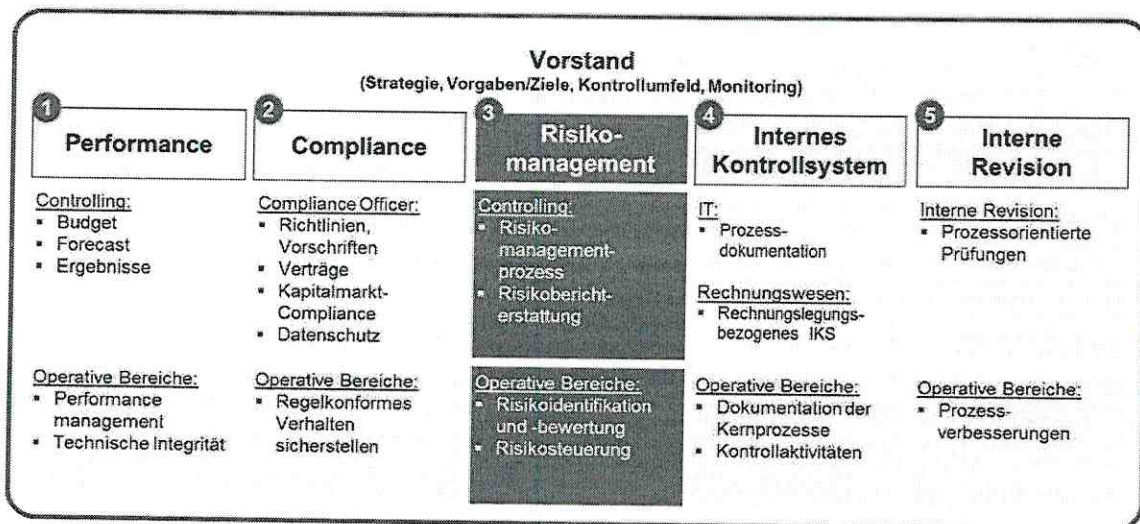 Vorstand
(Strategie, Vorgaben/Ziele, Kontrollumfeld, Monitoring)
1
Performance
Controlling:
▪ Budget
▪ Forecast
▪ Ergebnisse
Operative Bereiche:
▪ Performance
management
▪ Technische Integrität
2
Compliance
Compliance Officer:
▪ Richtlinien,
Vorschriften
▪ Verträge
▪ Kapitalmarkt-
Compliance
▪ Datenschutz
Operative Bereiche:
▪ Regelkonformes
Verhalten
sicherstellen
3
Risiko-
management
Controlling:
▪ Risiko-
management-
prozess
▪ Risikobericht-
erstattung
Operative Bereiche:
▪ Risikoidentifikation
und -bewertung
▪ Risikosteuerung
4
Internes
Kontrollsystem
IT:
▪ Prozess-
dokumentation
Rechnungswesen:
▪ Rechnungslegungs-
bezogenes IKS
Operative Bereiche:
▪ Dokumentation der
Kernprozesse
▪ Kontrollaktivitäten
5
Interne
Revision
Interne Revision:
▪ Prozessorientierte
Prüfungen
Operative Bereiche:
▪ Prozess-
verbesserungen